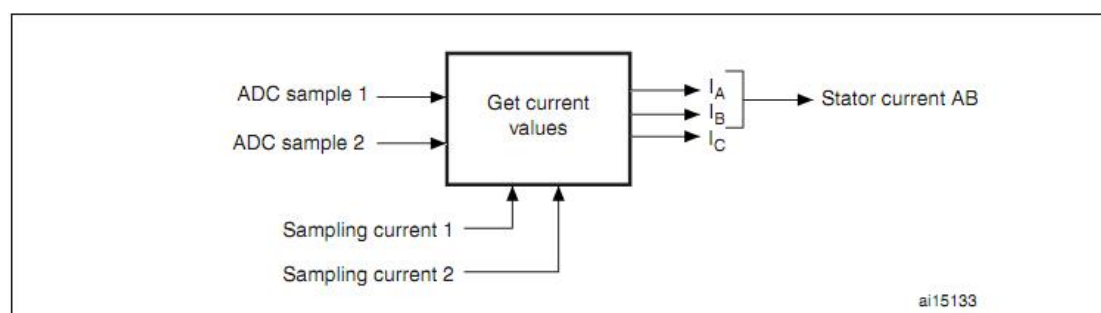 ADC sample 1
ADC sample 2
Get current
values
I_A
I_B
I_C
Stator current AB
Sampling current 1
Sampling current 2
ai15133